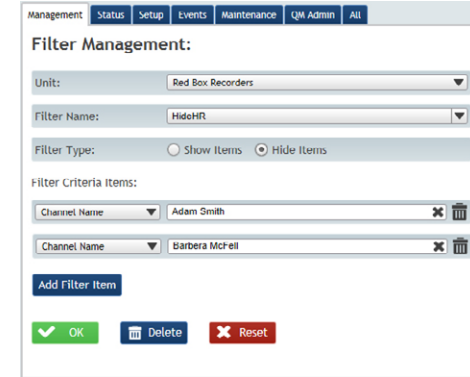 Management Status Setup Events Maintenance QM Admin All
Filter Management:
Unit: Red Box Recorders
Filter Name: HideHR
Filter Type: Show Items Hide Items
Filter Criteria Items:
Channel Name Adam Smith
Channel Name Barbera McFell
Add Filter Item
OK Delete Reset